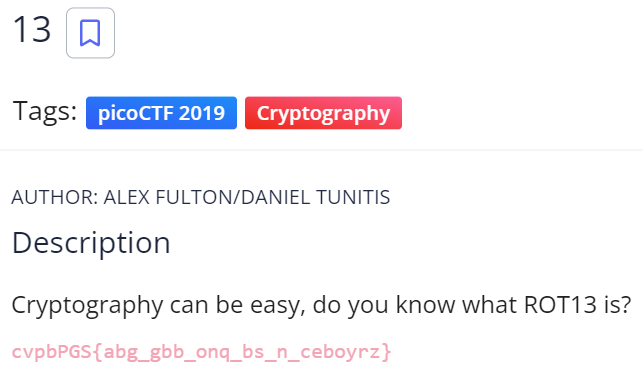 13
Tags: picoCTF 2019 Cryptography
AUTHOR: ALEX FULTON/DANIEL TUNITIS
Description
Cryptography can be easy, do you know what ROT13 is?
cvpbPGS{abg_gbb_onq_bs_n_ceboyrz}